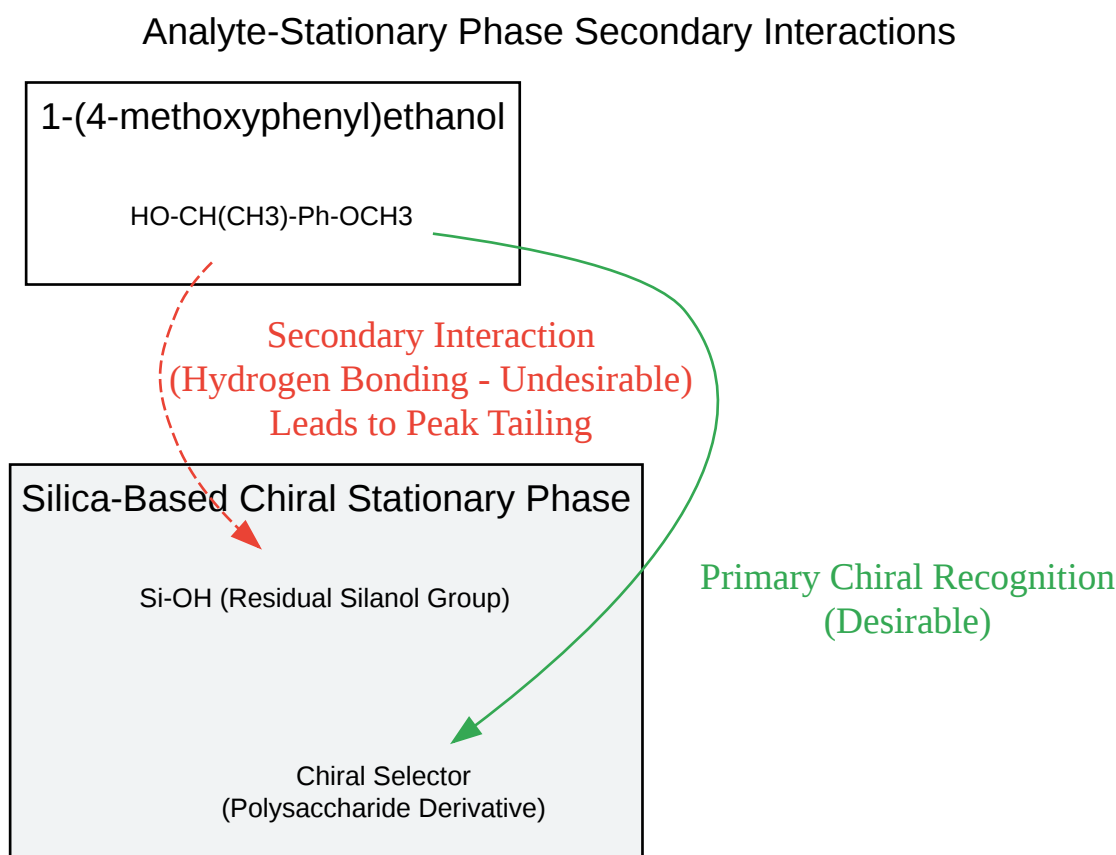 Analyte-Stationary Phase Secondary Interactions
1-(4-methoxyphenyl)ethanol
HO-CH(CH3)-Ph-OCH3
Secondary Interaction
(Hydrogen Bonding - Undesirable)
Leads to Peak Tailing
Silica-Based Chiral Stationary Phase
Si-OH (Residual Silanol Group)
Primary Chiral Recognition
(Desirable)
Chiral Selector
(Polysaccharide Derivative)